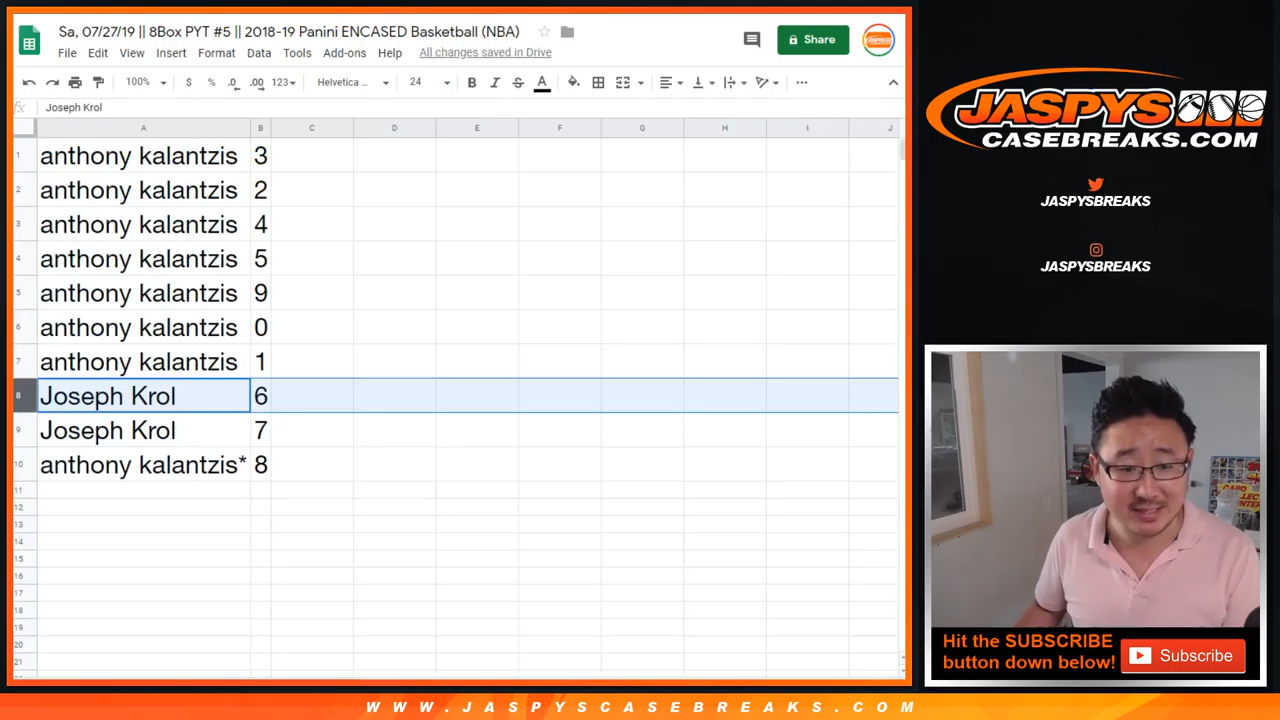 Sa, 07/27/19 || 8Box PYT #5 || 2018-19 Panini ENCASED Basketball (NBA)
File Edit View Insert Format Data Tools Add-ons Help All changes saved in Drive
Share
100% $ % .0 .00 123 Helvetica ... 24 B I S A
fx Joseph Krol
A B C D E F G H I J
1 anthony kalantzis 3
2 anthony kalantzis 2
3 anthony kalantzis 4
4 anthony kalantzis 5
5 anthony kalantzis 9
6 anthony kalantzis 0
7 anthony kalantzis 1
8 Joseph Krol 6
9 Joseph Krol 7
10 anthony kalantzis* 8
11
12
13
14
15
16
17
18
19
20
21
JASPYS
CASEBREAKS.COM
JASPYSBREAKS
JASPYSBREAKS
Hit the SUBSCRIBE
button down below!
Subscribe
WWW.JASPYSCASEBREAKS.COM